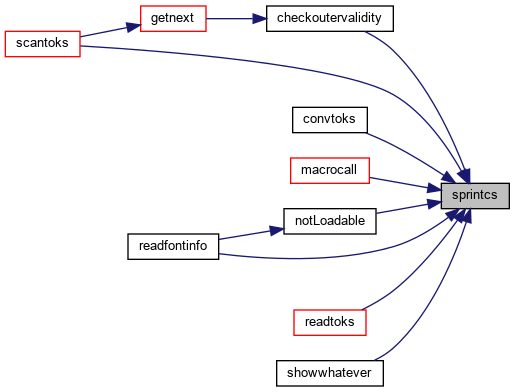 getnext
checkoutervalidity
scantoks
convtoks
macrocall
sprintcs
notLoadable
readfontinfo
readtoks
showwhatever